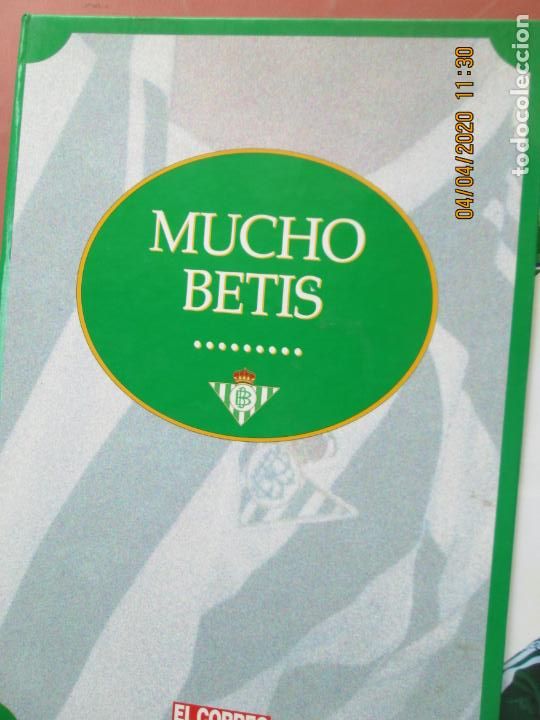 MUCHO
BETIS
EL CORREO
04/04/2020 11:30
todocoleccion